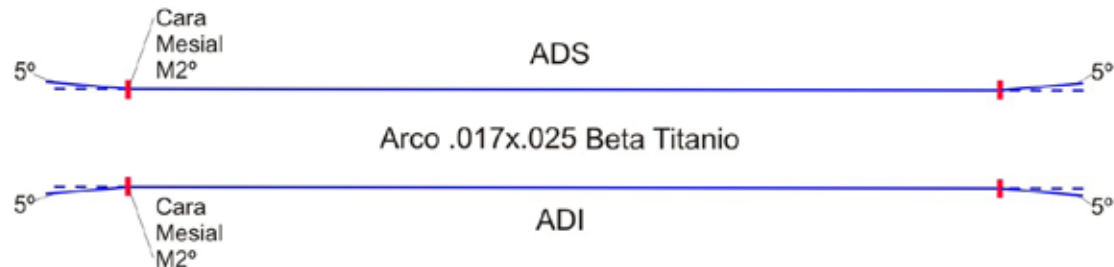 Cara
Mesial
M2º
5º
ADS
5º
Arco .017x.025 Beta Titanio
5º
Cara
Mesial
M2º
ADI
5º